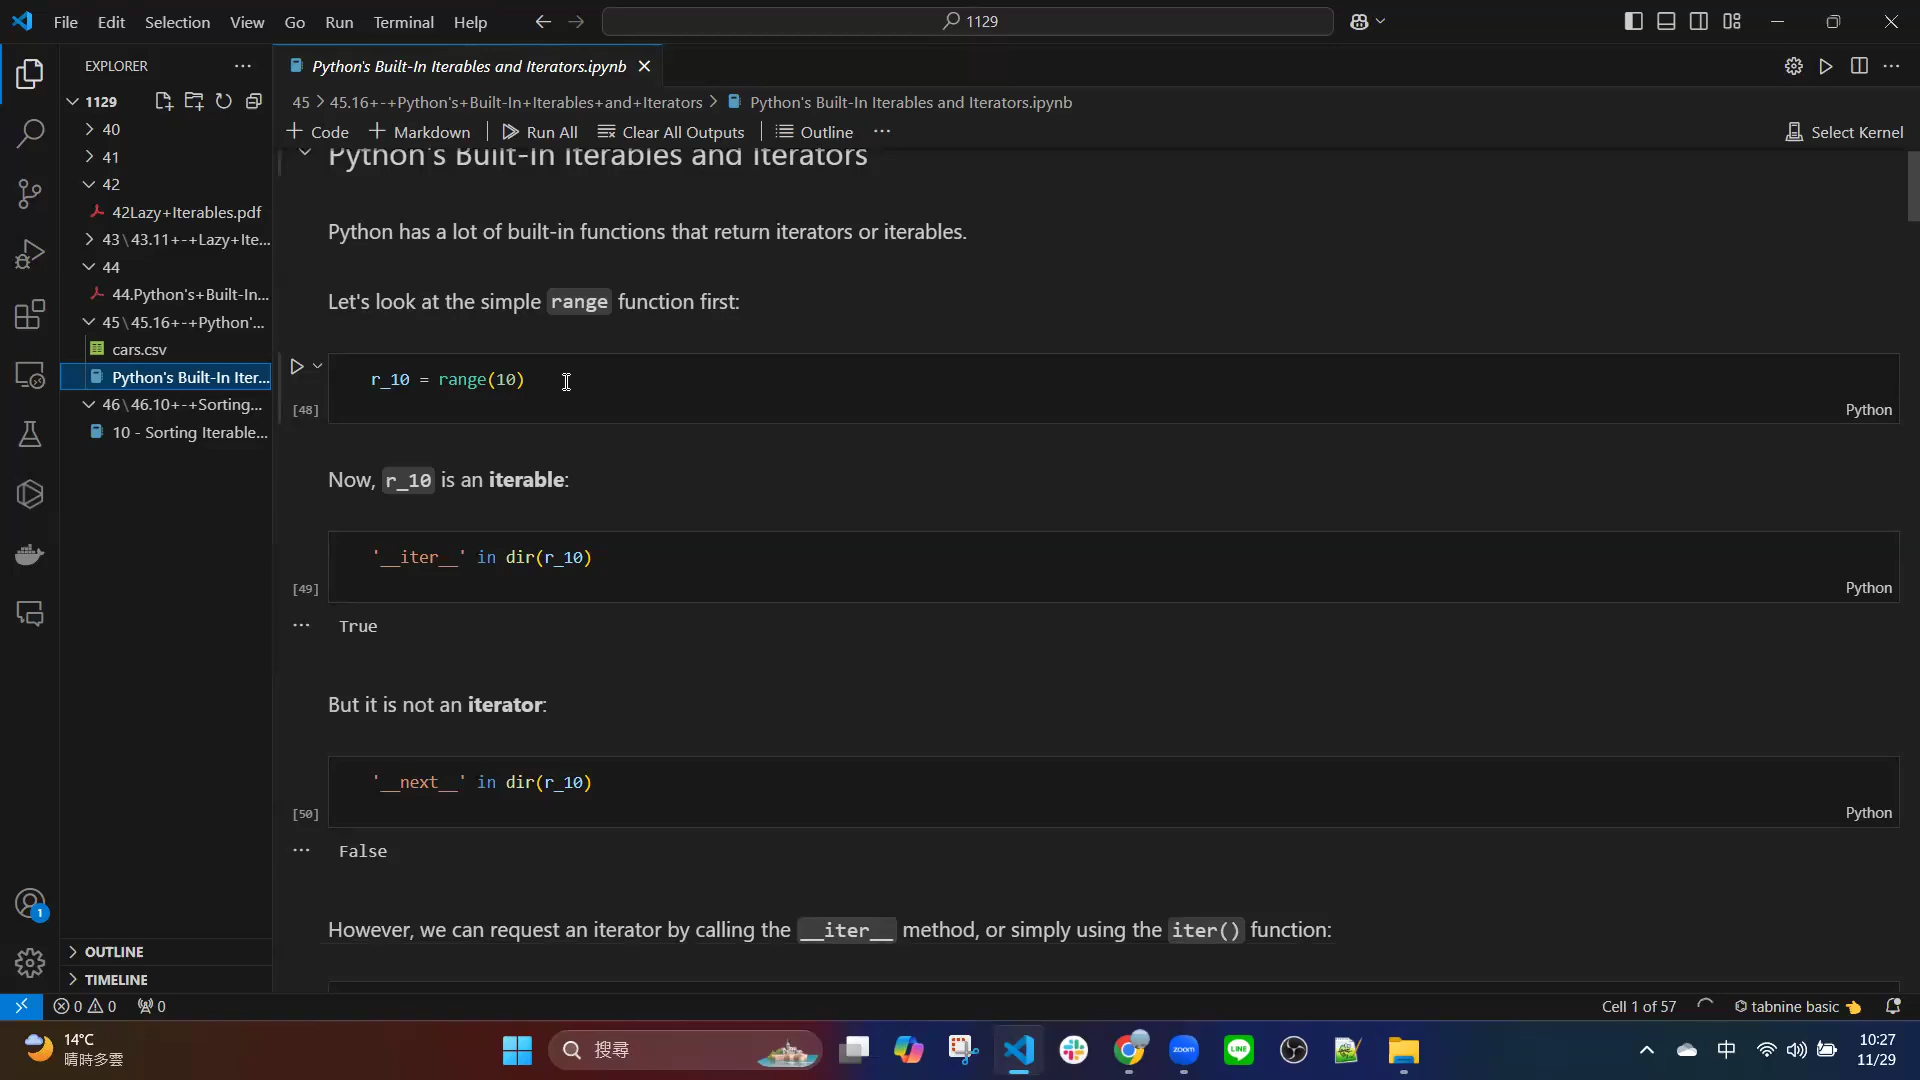 File Edit Selection View Go Run Terminal Help
1129
EXPLORER
1129
40
41
42
42Lazy+Iterables.pdf
43\43.11+-+Lazy+Ite...
44
44.Python's+Built-In...
45\45.16+-+Python'...
cars.csv
Python's Built-In Iter...
46\46.10+-+Sorting...
10 - Sorting Iterable...
OUTLINE
TIMELINE
Python's Built-In Iterables and Iterators.ipynb
45 > 45.16+-+Python's+Built-In+Iterables+and+Iterators > Python's Built-In Iterables and Iterators.ipynb
Code Markdown Run All Clear All Outputs Outline ... Select Kernel
Python's Built-In Iterables and Iterators
Python has a lot of built-in functions that return iterators or iterables.
Let's look at the simple range function first:
r_10 = range(10)
[48]
Python
Now, r_10 is an iterable:
'__iter__' in dir(r_10)
[49]
Python
True
But it is not an iterator:
'__next__' in dir(r_10)
[50]
Python
False
However, we can request an iterator by calling the __iter__ method, or simply using the iter() function:
0 0 0
Cell 1 of 57
tabnine basic
1
14°C
晴時多雲
搜尋
zoom
LINE
中
10:27
11/29